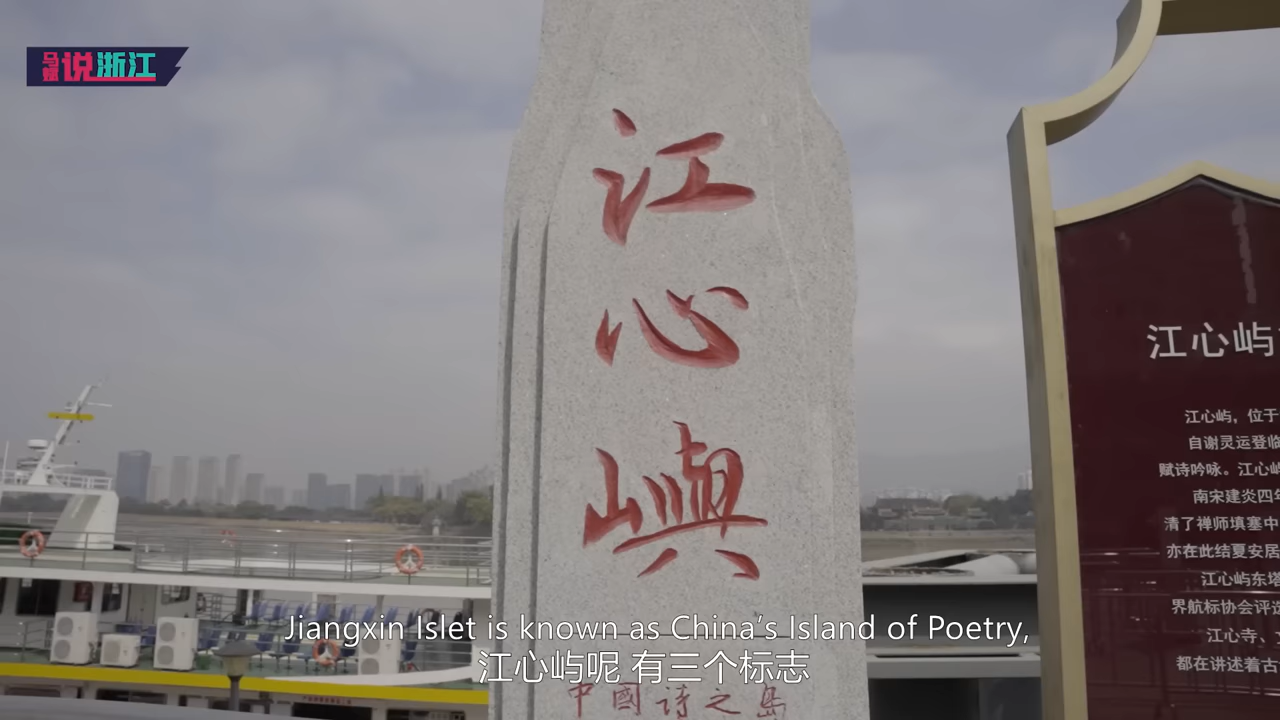 马娘说浙江
江心屿
中國诗之島
江心屿
江心屿，位于
自谢灵运登临
赋诗吟咏。江心屿
南宋建炎四年
清了禅师填塞中
亦在此结夏安居
江心屿东塔
界航标协会评选
江心寺、
都在讲述着古
Jiangxin Islet is known as China's Island of Poetry,
江心屿呢 有三个标志